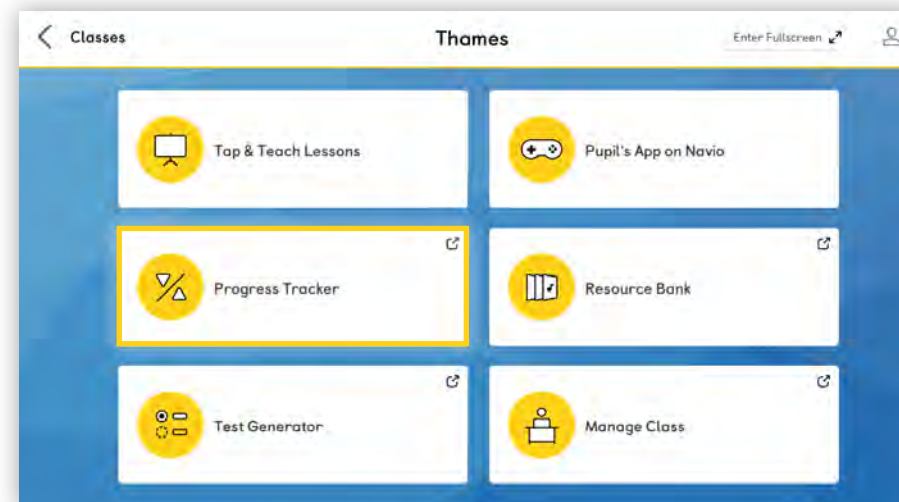 Classes
Thames
Enter Fullscreen
Tap & Teach Lessons
Pupil's App on Navio
Progress Tracker
Resource Bank
Test Generator
Manage Class